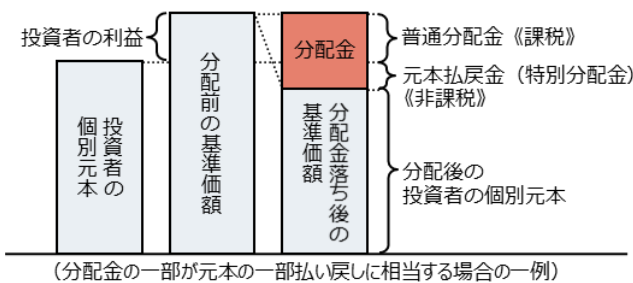 投資者の利益
投資者の
個別元本
分配前の基準価額
分配金
分配金落ち後の
基準価額
普通分配金《課税》
元本払戻金（特別分配金）
《非課税》
分配後の
投資者の個別元本
（分配金の一部が元本の一部払い戻しに相当する場合の一例）